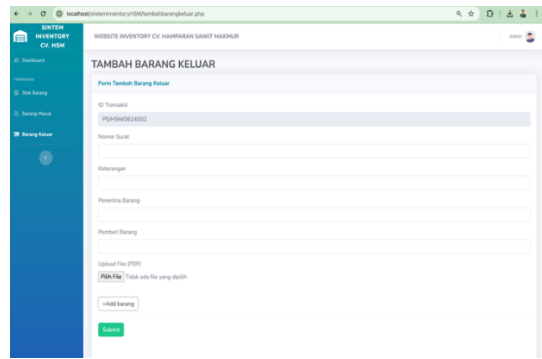 localhost/sisteminventoryHSM/tambahbarangkeluar.php
SINTEM
INVENTORY
CV. HSM
WEBSITE INVENTORY CV. HAMPARAN SAWIT MAKMUR
Admin
Dashboard
TRANSAKSI
Stok Barang
Barang Masuk
Barang Keluar
TAMBAH BARANG KELUAR
Form Tambah Barang Keluar
ID Transaksi
Nomor Surat
Keterangan
Penerima Barang
Pemberi Barang
Upload File (PDF)
Pilih File Tidak ada file yang dipilih
+Add barang
Submit